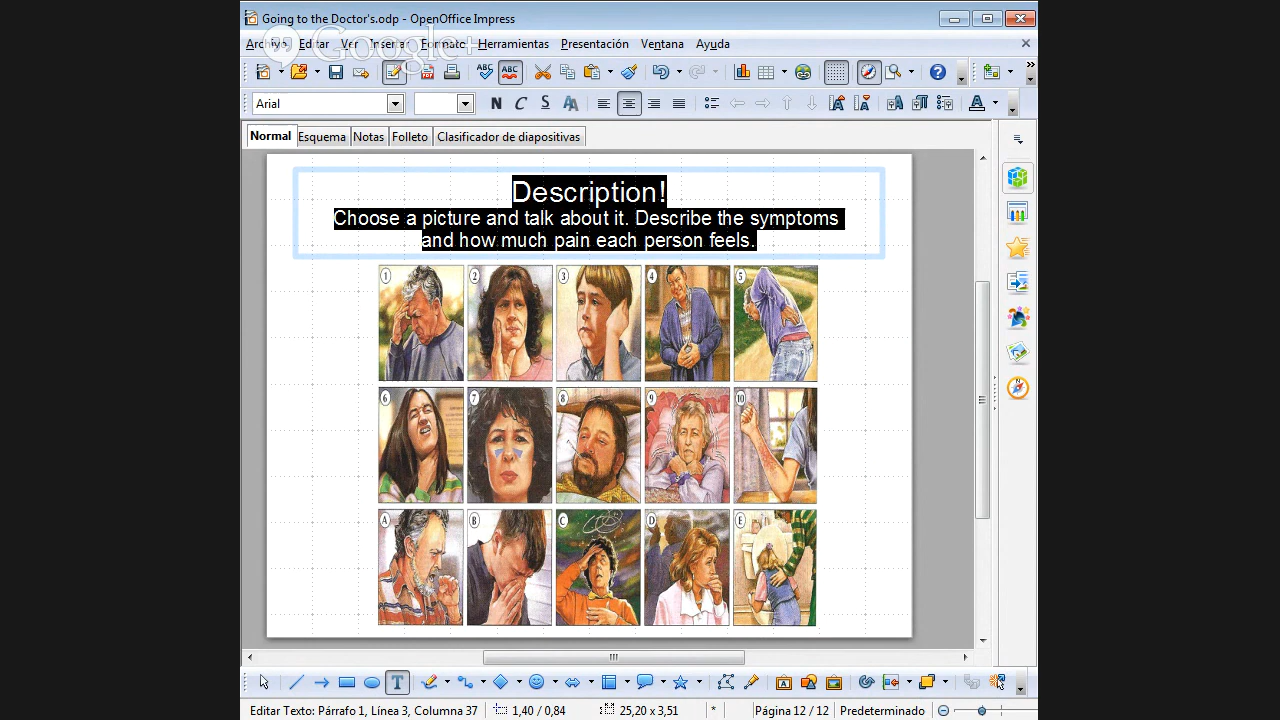 Going to the Doctor's.odp - OpenOffice Impress
Google+
Archivo Editar Ver Insertar Formato Herramientas Presentación Ventana Ayuda
ABC ABC
Arial
N C S
Normal Esquema Notas Folleto Clasificador de diapositivas
Description!
Choose a picture and talk about it. Describe the symptoms
and how much pain each person feels.
1 2 3 4 5
6 7 8 9 10
A B C D E
Editar Texto: Párrafo 1, Línea 3, Columna 37 1,40 / 0,84 25,20 x 3,51 * Página 12 / 12 Predeterminado